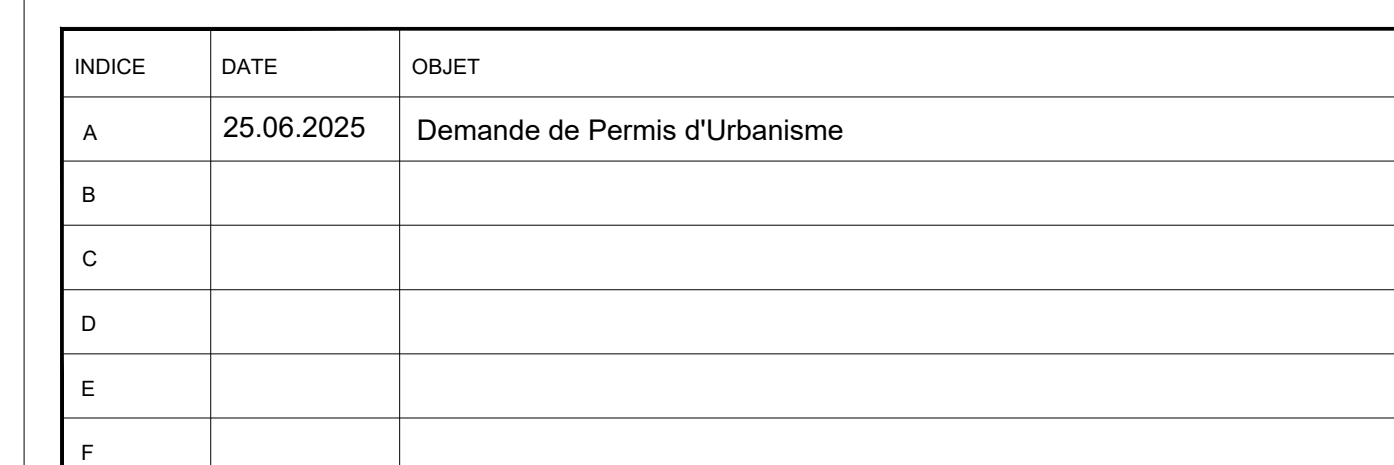 INDICE DATE OBJET
A 25.06.2025 Demande de Permis d'Urbanisme
B
C
D
E
F